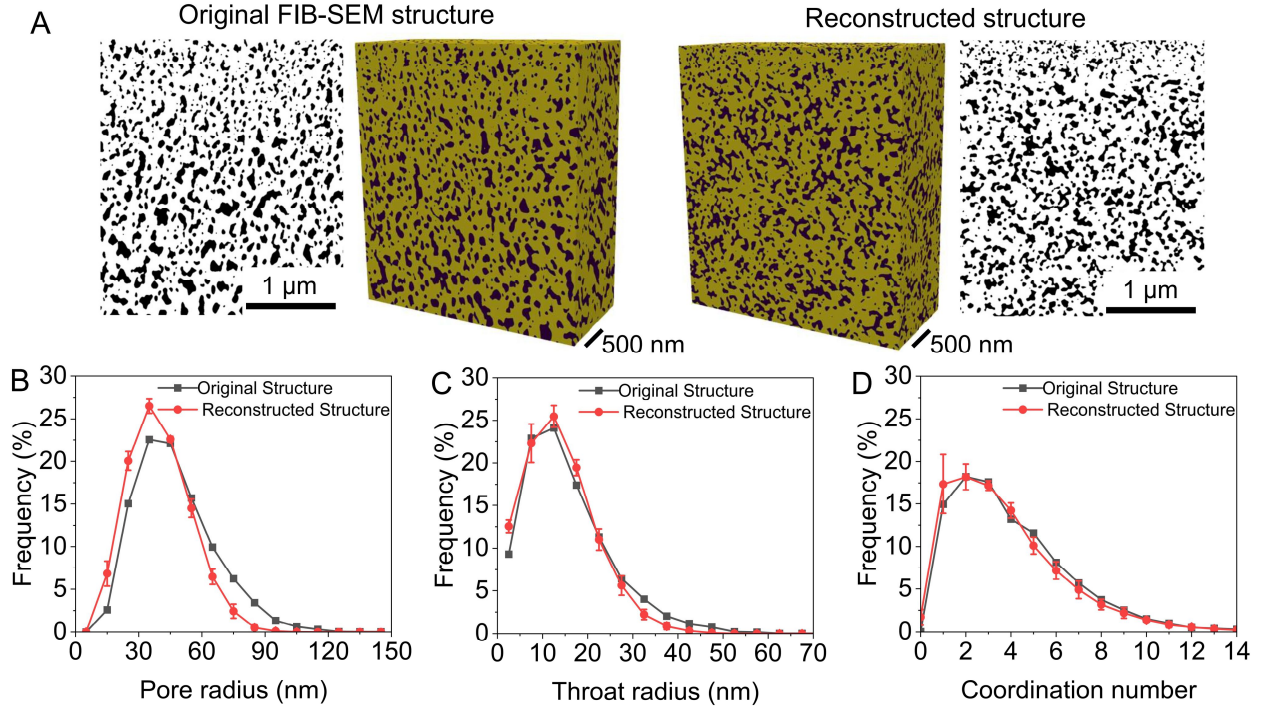 A
Original FIB-SEM structure
Reconstructed structure
1 μm
500 nm
500 nm
1 μm
B
30
25
20
15
10
5
0
Frequency (%)
Original Structure
Reconstructed Structure
0 30 60 90 120 150
Pore radius (nm)
C
30
25
20
15
10
5
0
Frequency (%)
Original Structure
Reconstructed Structure
0 10 20 30 40 50 60 70
Throat radius (nm)
D
30
25
20
15
10
5
0
Frequency (%)
Original Structure
Reconstructed Structure
0 2 4 6 8 10 12 14
Coordination number